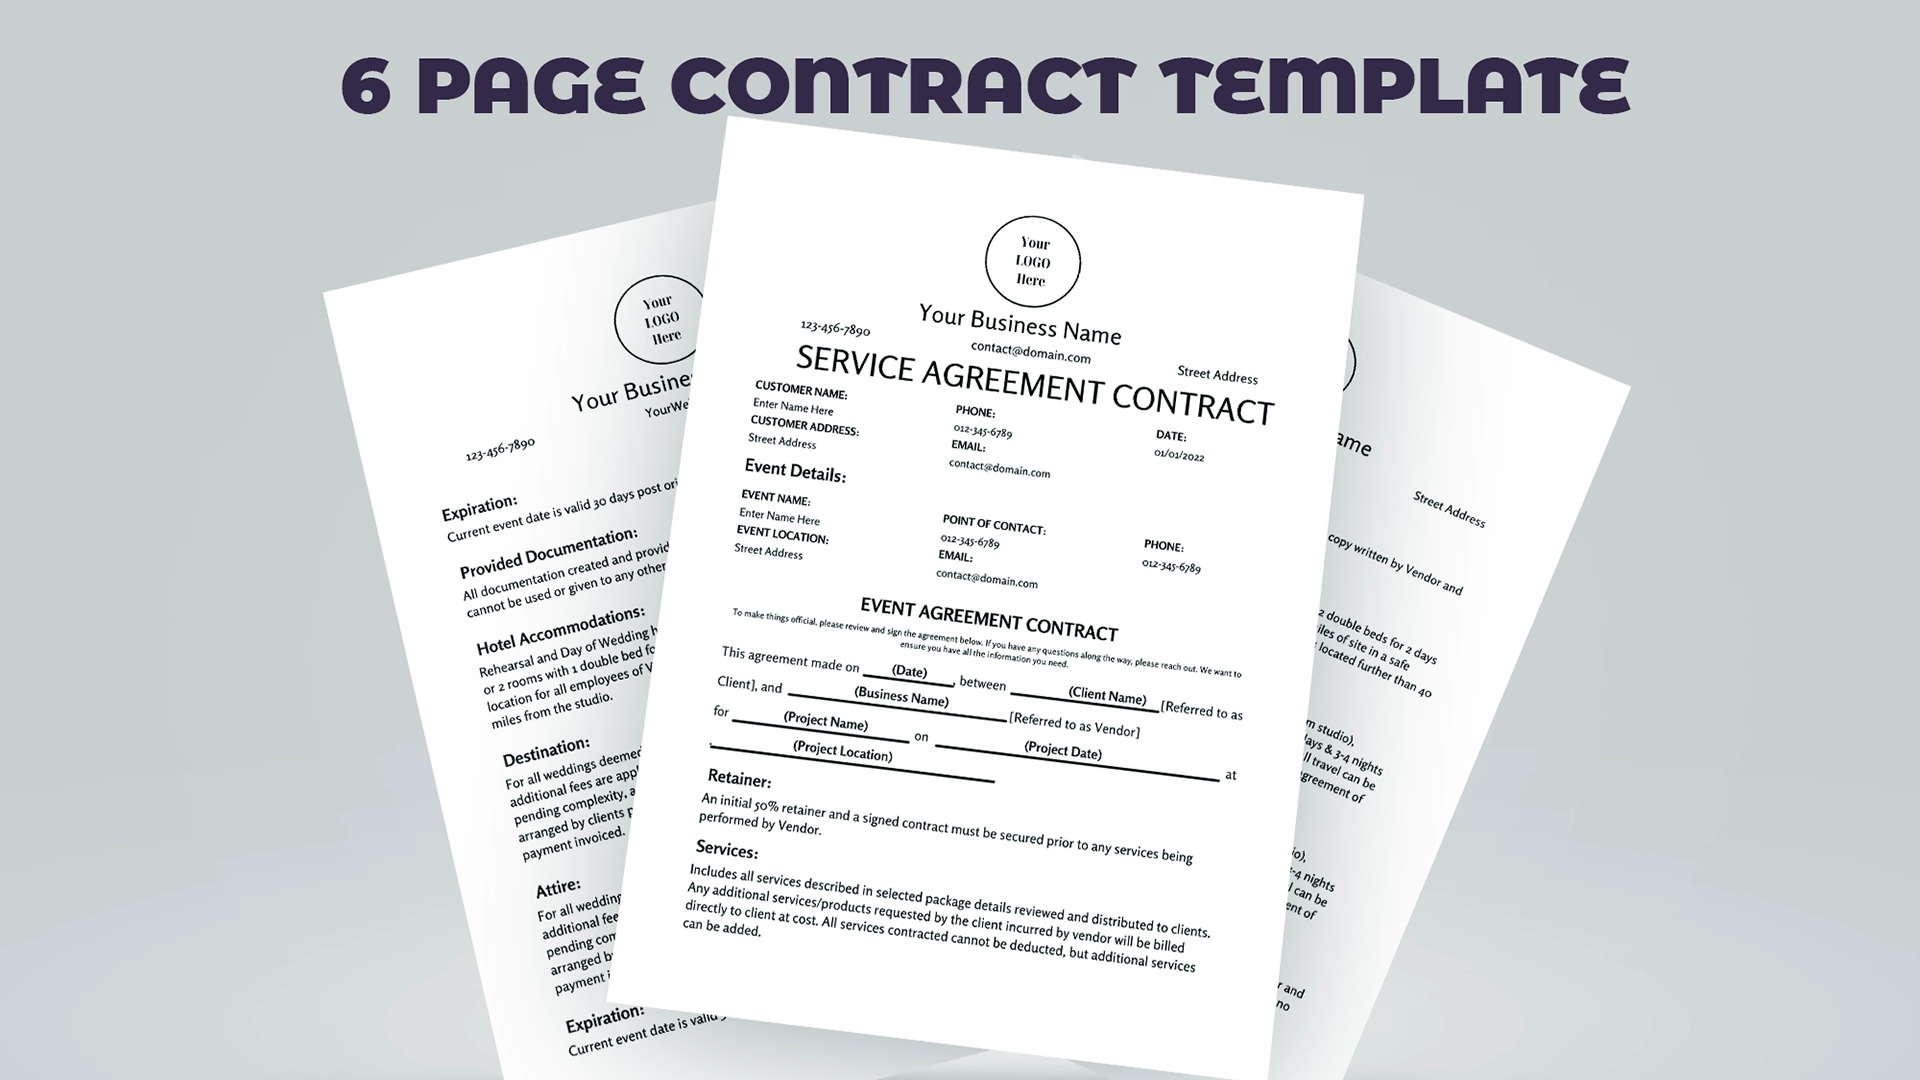 6 PAGE CONTRACT TEMPLATE
Your
LOGO
Here
Your Business Name
123-456-7890
contact@domain.com
Street Address
SERVICE AGREEMENT CONTRACT
CUSTOMER NAME:
Enter Name Here
CUSTOMER ADDRESS:
Street Address
PHONE:
012-345-6789
EMAIL:
contact@domain.com
DATE:
01/01/2022
Event Details:
EVENT NAME:
Enter Name Here
EVENT LOCATION:
Street Address
POINT OF CONTACT:
012-345-6789
EMAIL:
contact@domain.com
PHONE:
012-345-6789
EVENT AGREEMENT CONTRACT
To make things official, please review and sign the agreement below. If you have any questions along the way, please reach out. We want to
ensure you have all the information you need.
This agreement made on (Date), between (Client Name) [Referred to as
Client], and (Business Name) [Referred to as Vendor]
for (Project Name) on (Project Date) at
(Project Location)
Retainer:
An initial 50% retainer and a signed contract must be secured prior to any services being
performed by Vendor.
Services:
Includes all services described in selected package details reviewed and distributed to clients.
Any additional services/products requested by the client incurred by vendor will be billed
directly to client at cost. All services contracted cannot be deducted, but additional services
can be added.
Your
LOGO
Here
Your Busines
YourWe
123-456-7890
Expiration:
Current event date is valid 30 days post ori
Provided Documentation:
All documentation created and provid
cannot be used or given to any other
Hotel Accommodations:
Rehearsal and Day of Wedding h
or 2 rooms with 1 double bed fo
location for all employees of V
miles from the studio.
Destination:
For all weddings deemed
additional fees are appl
pending complexity, a
arranged by clients p
payment invoiced.
Attire:
For all wedding
additional fee
pending com
arranged b
payment i
Expiration:
Current event date is valid
ame
Street Address
copy written by Vendor and
2 double beds for 2 days
iles of site in a safe
located further than 40
m studio),
ays & 3-4 nights
ll travel can be
agreement of
io),
-4 nights
l can be
ent of
r and
no